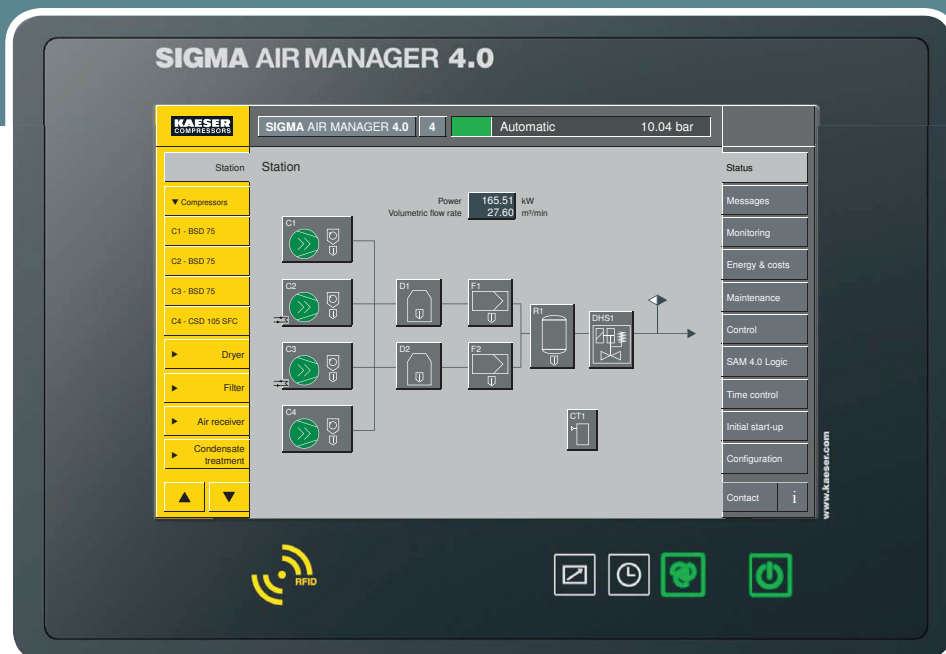 SIGMA AIR MANAGER 4.0
KAESER
COMPRESSORS
SIGMA AIR MANAGER 4.0
4
Automatic
10.04 bar
Station
▼ Compressors
C1 - BSD 75
C2 - BSD 75
C3 - BSD 75
C4 - CSD 105 SFC
► Dryer
► Filter
► Air receiver
► Condensate
treatment
▲ ▼
Station
Power 165.51 kW
Volumetric flow rate 27.60 m³/min
C1
C2
D1
F1
R1
DHS1
C3
D2
F2
C4
CT1
Status
Messages
Monitoring
Energy & costs
Maintenance
Control
SAM 4.0 Logic
Time control
Initial start-up
Configuration
Contact i
www.kaeser.com
RFID